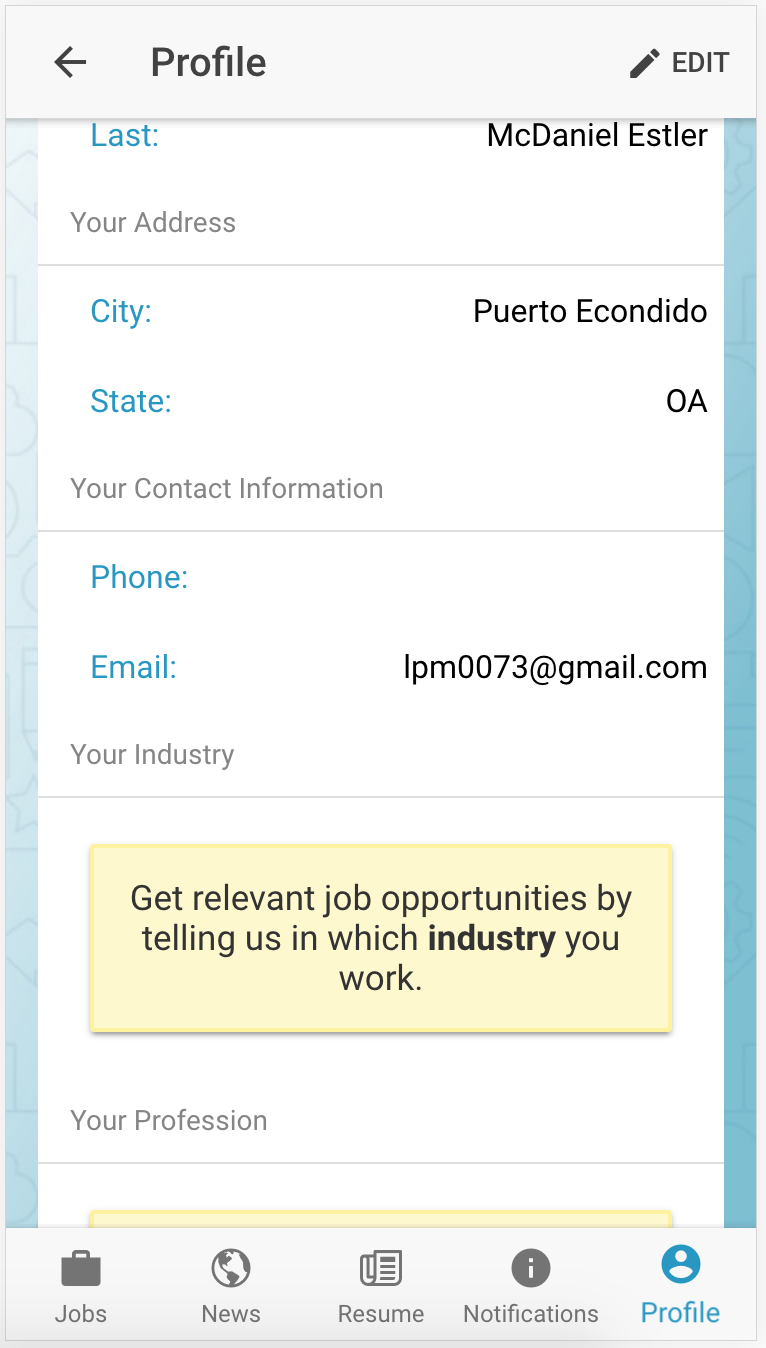 Profile
EDIT
Last: McDaniel Estler
Your Address
City: Puerto Econdido
State: OA
Your Contact Information
Phone:
Email: lpm0073@gmail.com
Your Industry
Get relevant job opportunities by
telling us in which industry you
work.
Your Profession
Jobs News Resume Notifications Profile